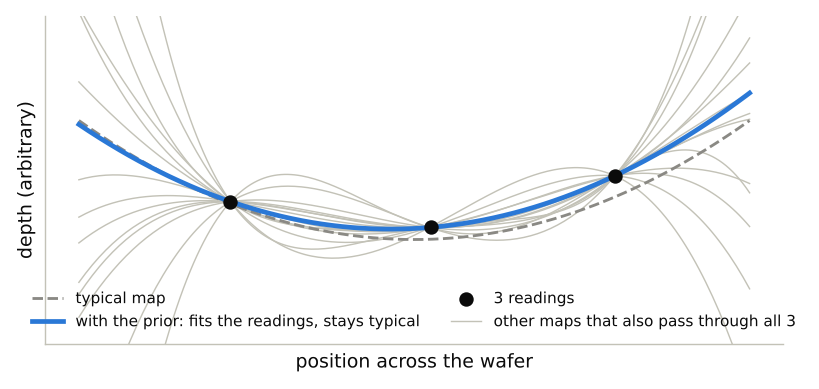 depth (arbitrary)
typical map
with the prior: fits the readings, stays typical
3 readings
other maps that also pass through all 3
position across the wafer